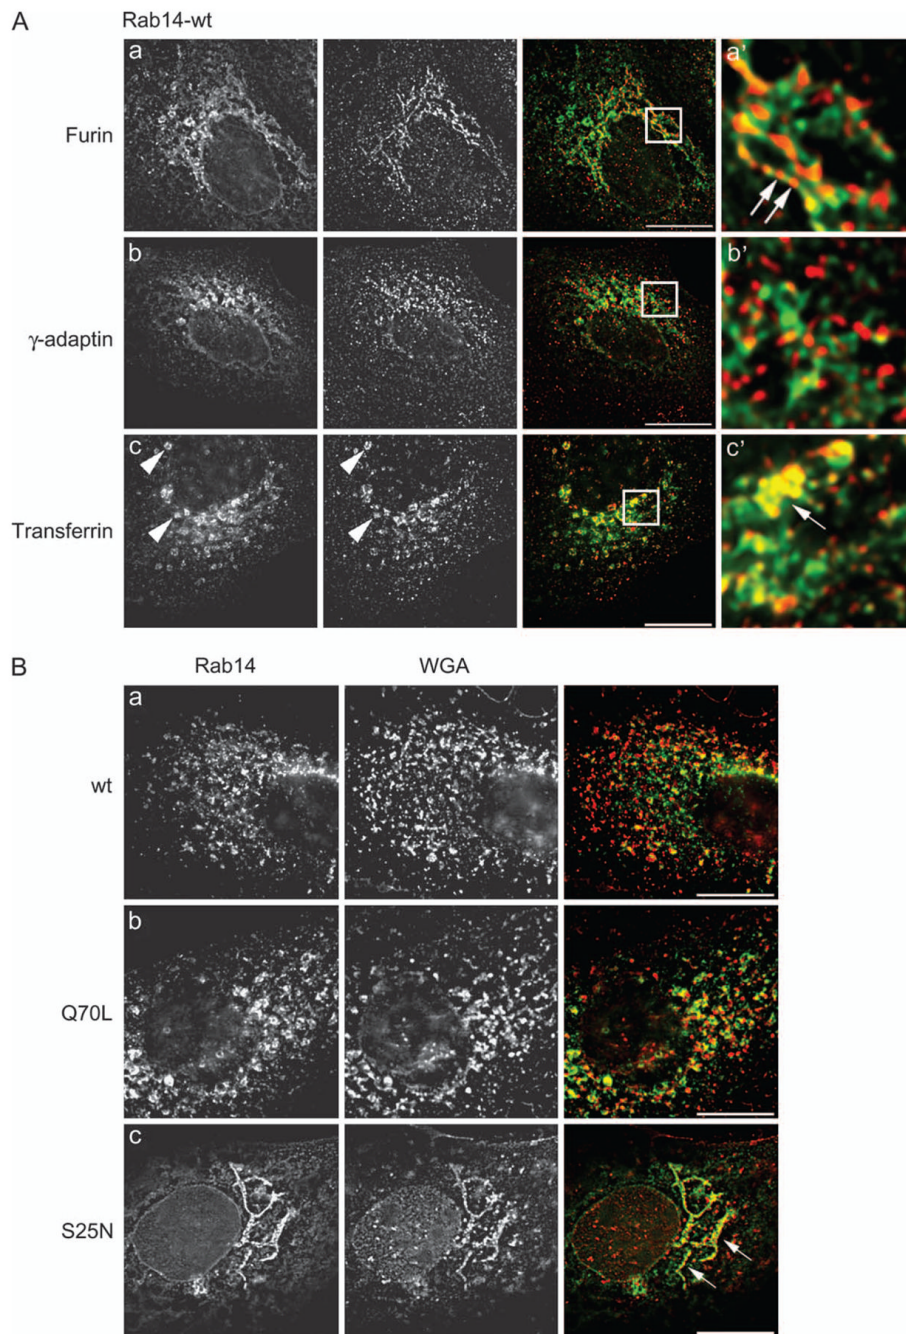 A
Rab14-wt
a
a'
Furin
b
b'
γ-adaptin
c
c'
Transferrin
B
Rab14
WGA
a
wt
b
Q70L
c
S25N